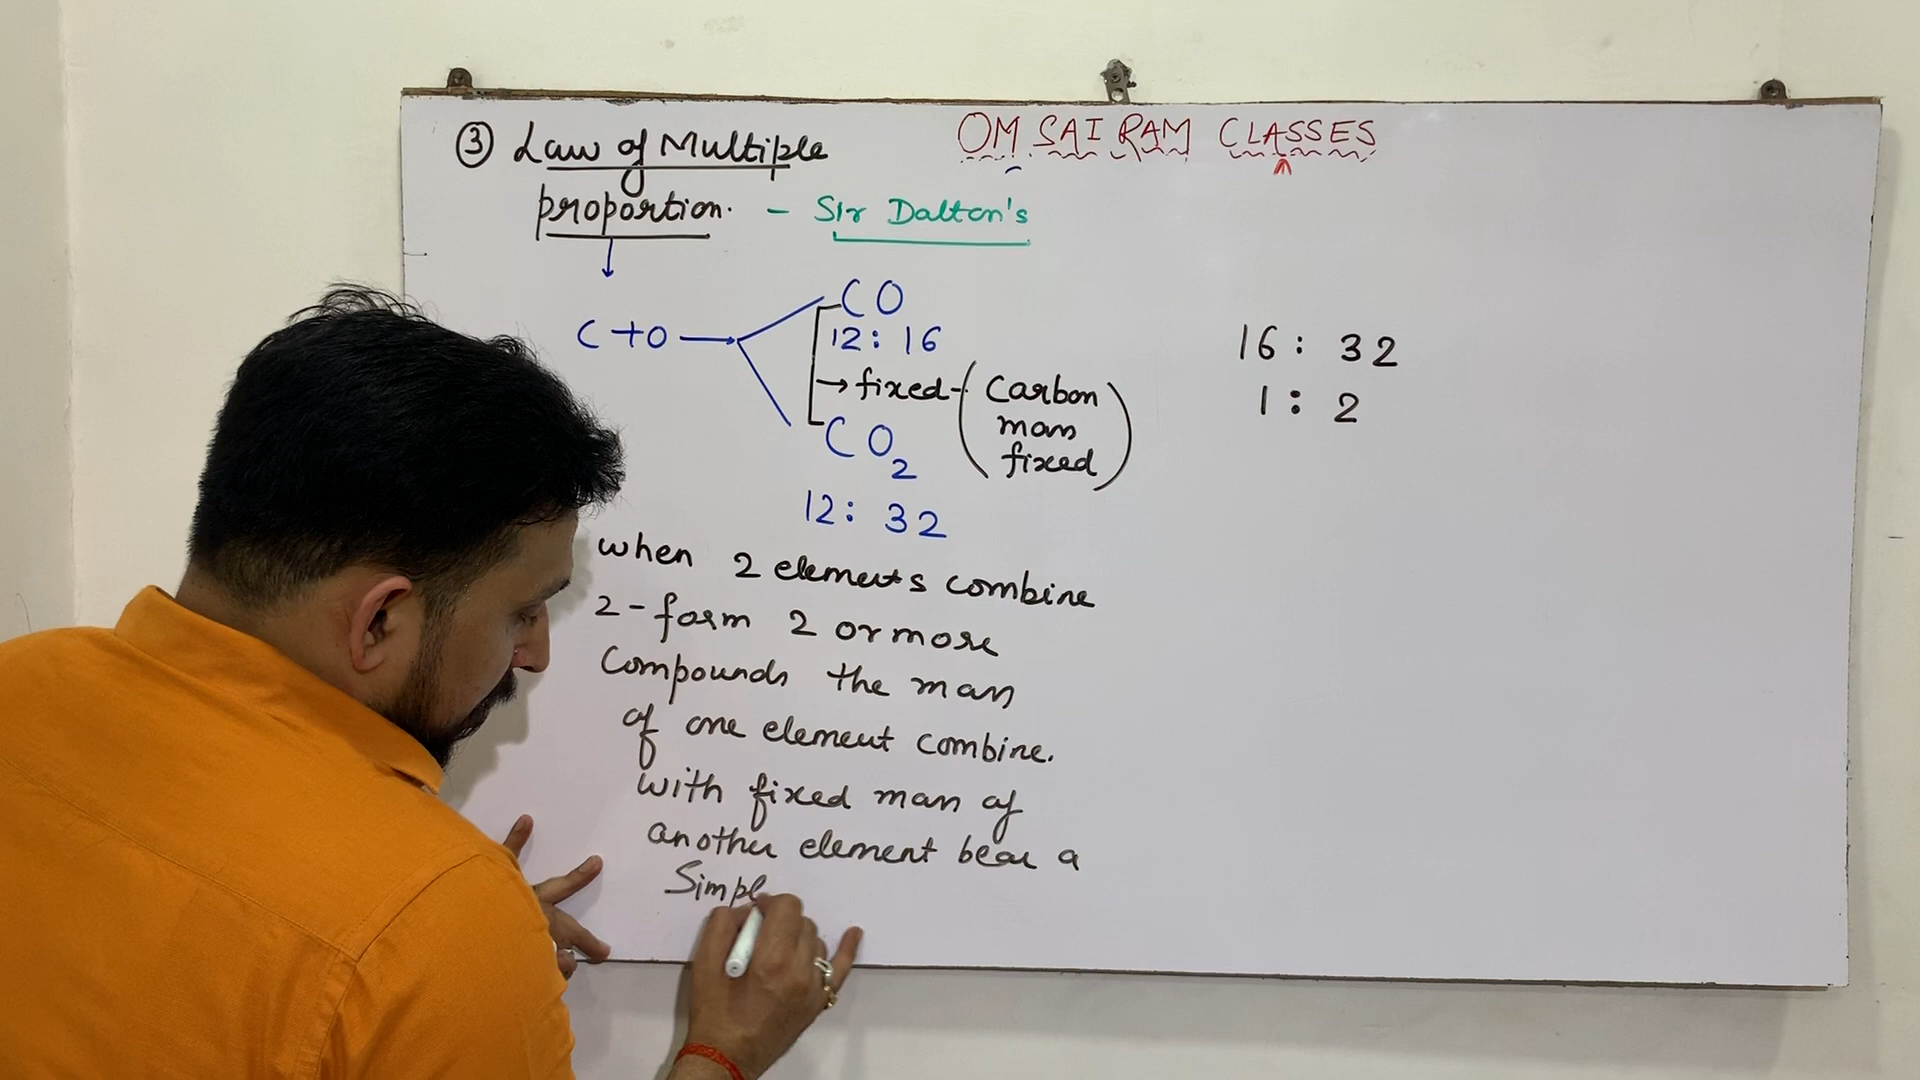 ③ Law of Multiple
proportion. - Sir Dalton's
OM SAI RAM CLASSES
C+O → CO
12: 16
→ fixed- (Carbon
mass
fixed)
CO₂
12: 32
16: 32
1: 2
when 2 elements combine
2-form 2 or more
Compounds the mass
of one element combine.
with fixed mass of
another element bear a
Simple